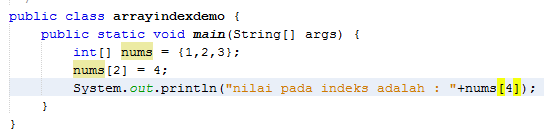 public class arrayindexdemo {
public static void main(String[] args) {
int[] nums = {1,2,3};
nums[2] = 4;
System.out.println("nilai pada indeks adalah : "+nums[4]);
}
}